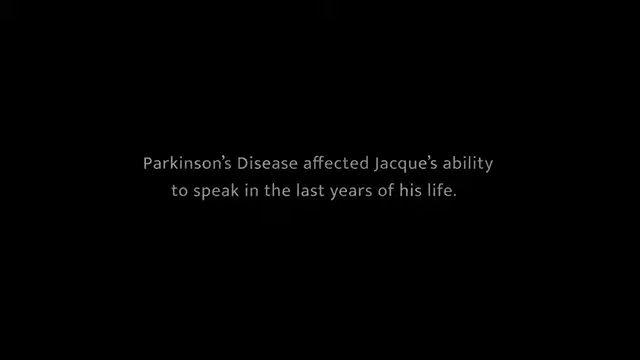 Parkinson’s Disease affected Jacque’s ability
to speak in the last years of his life.